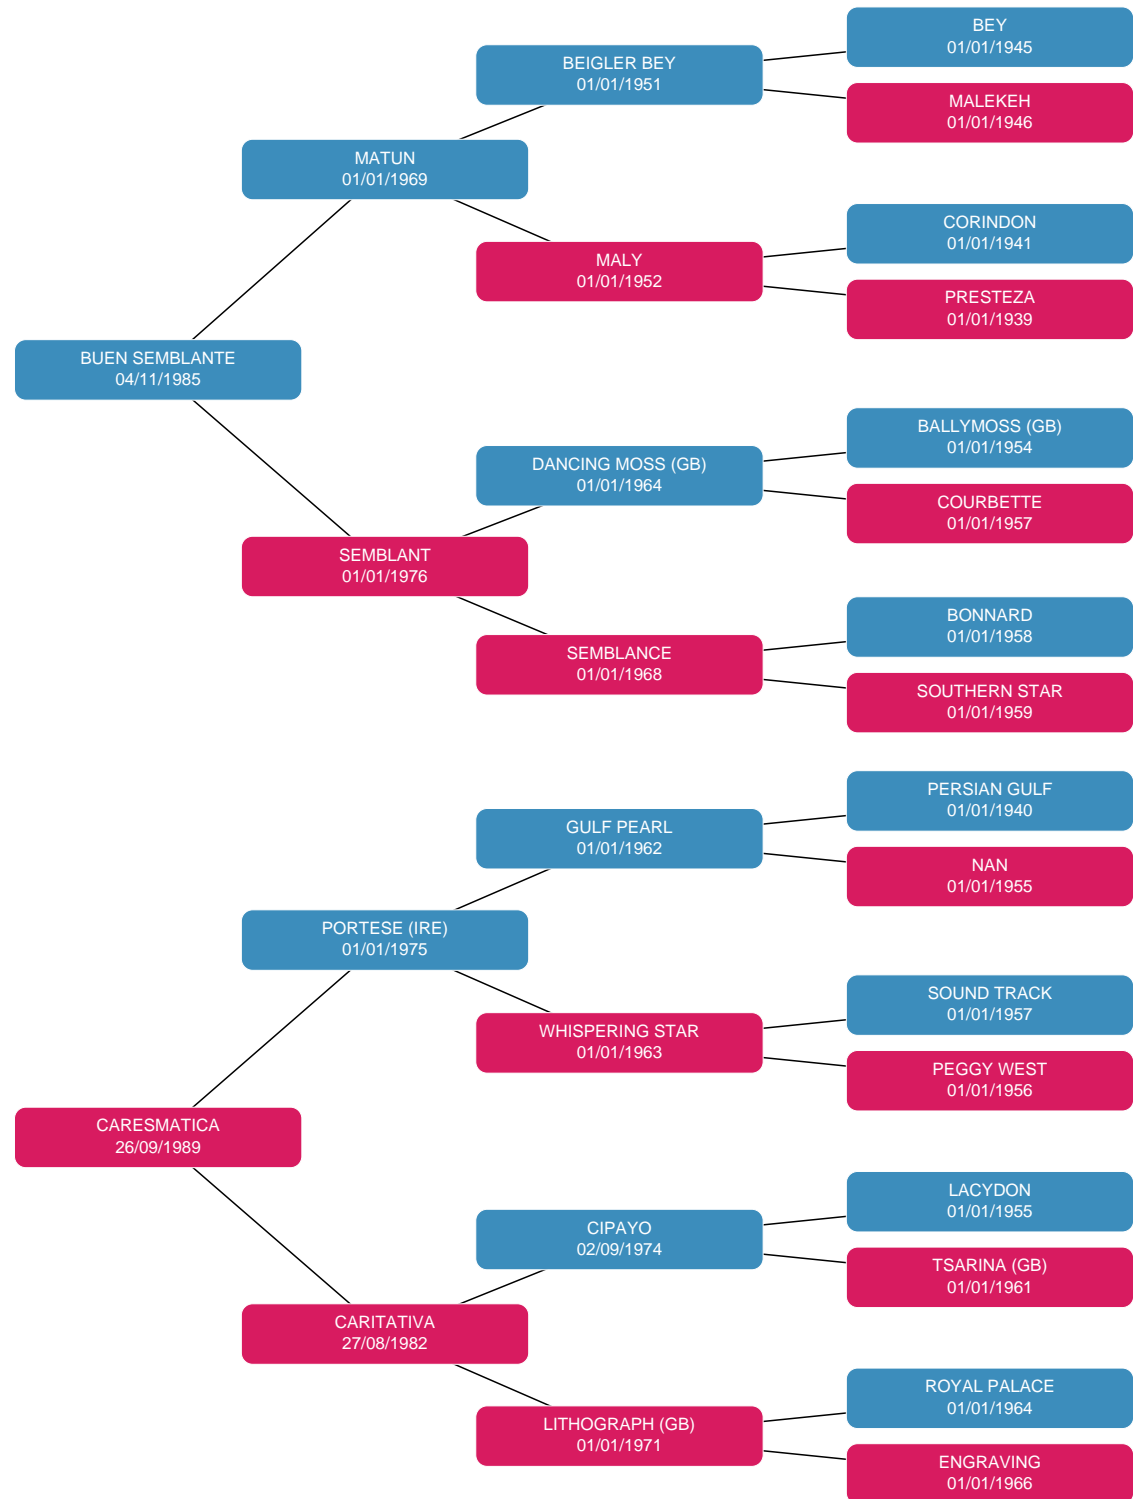 BEY
01/01/1945
BEIGLER BEY
01/01/1951
MALEKEH
01/01/1946
MATUN
01/01/1969
CORINDON
01/01/1941
MALY
01/01/1952
PRESTEZA
01/01/1939
BUEN SEMBLANTE
04/11/1985
BALLYMOSS (GB)
01/01/1954
DANCING MOSS (GB)
01/01/1964
COURBETTE
01/01/1957
SEMBLANT
01/01/1976
BONNARD
01/01/1958
SEMBLANCE
01/01/1968
SOUTHERN STAR
01/01/1959
PERSIAN GULF
01/01/1940
GULF PEARL
01/01/1962
NAN
01/01/1955
PORTESE (IRE)
01/01/1975
SOUND TRACK
01/01/1957
WHISPERING STAR
01/01/1963
PEGGY WEST
01/01/1956
CARESMATICA
26/09/1989
LACYDON
01/01/1955
CIPAYO
02/09/1974
TSARINA (GB)
01/01/1961
CARITATIVA
27/08/1982
ROYAL PALACE
01/01/1964
LITHOGRAPH (GB)
01/01/1971
ENGRAVING
01/01/1966